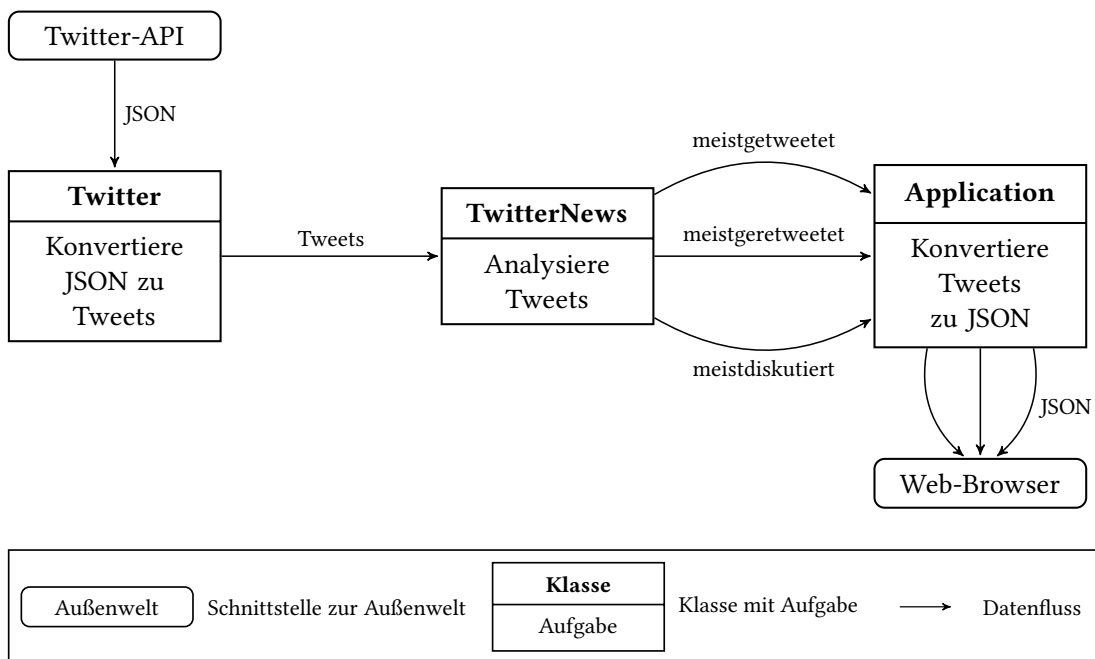 Twitter-API
JSON
Twitter
Konvertiere
JSON zu
Tweets
Tweets
TwitterNews
Analysiere
Tweets
meistgetweetet
meistgeretweetet
meistdiskutiert
Application
Konvertiere
Tweets
zu JSON
JSON
Web-Browser
Außenwelt
Schnittstelle zur Außenwelt
Klasse
Aufgabe
Klasse mit Aufgabe
Datenfluss